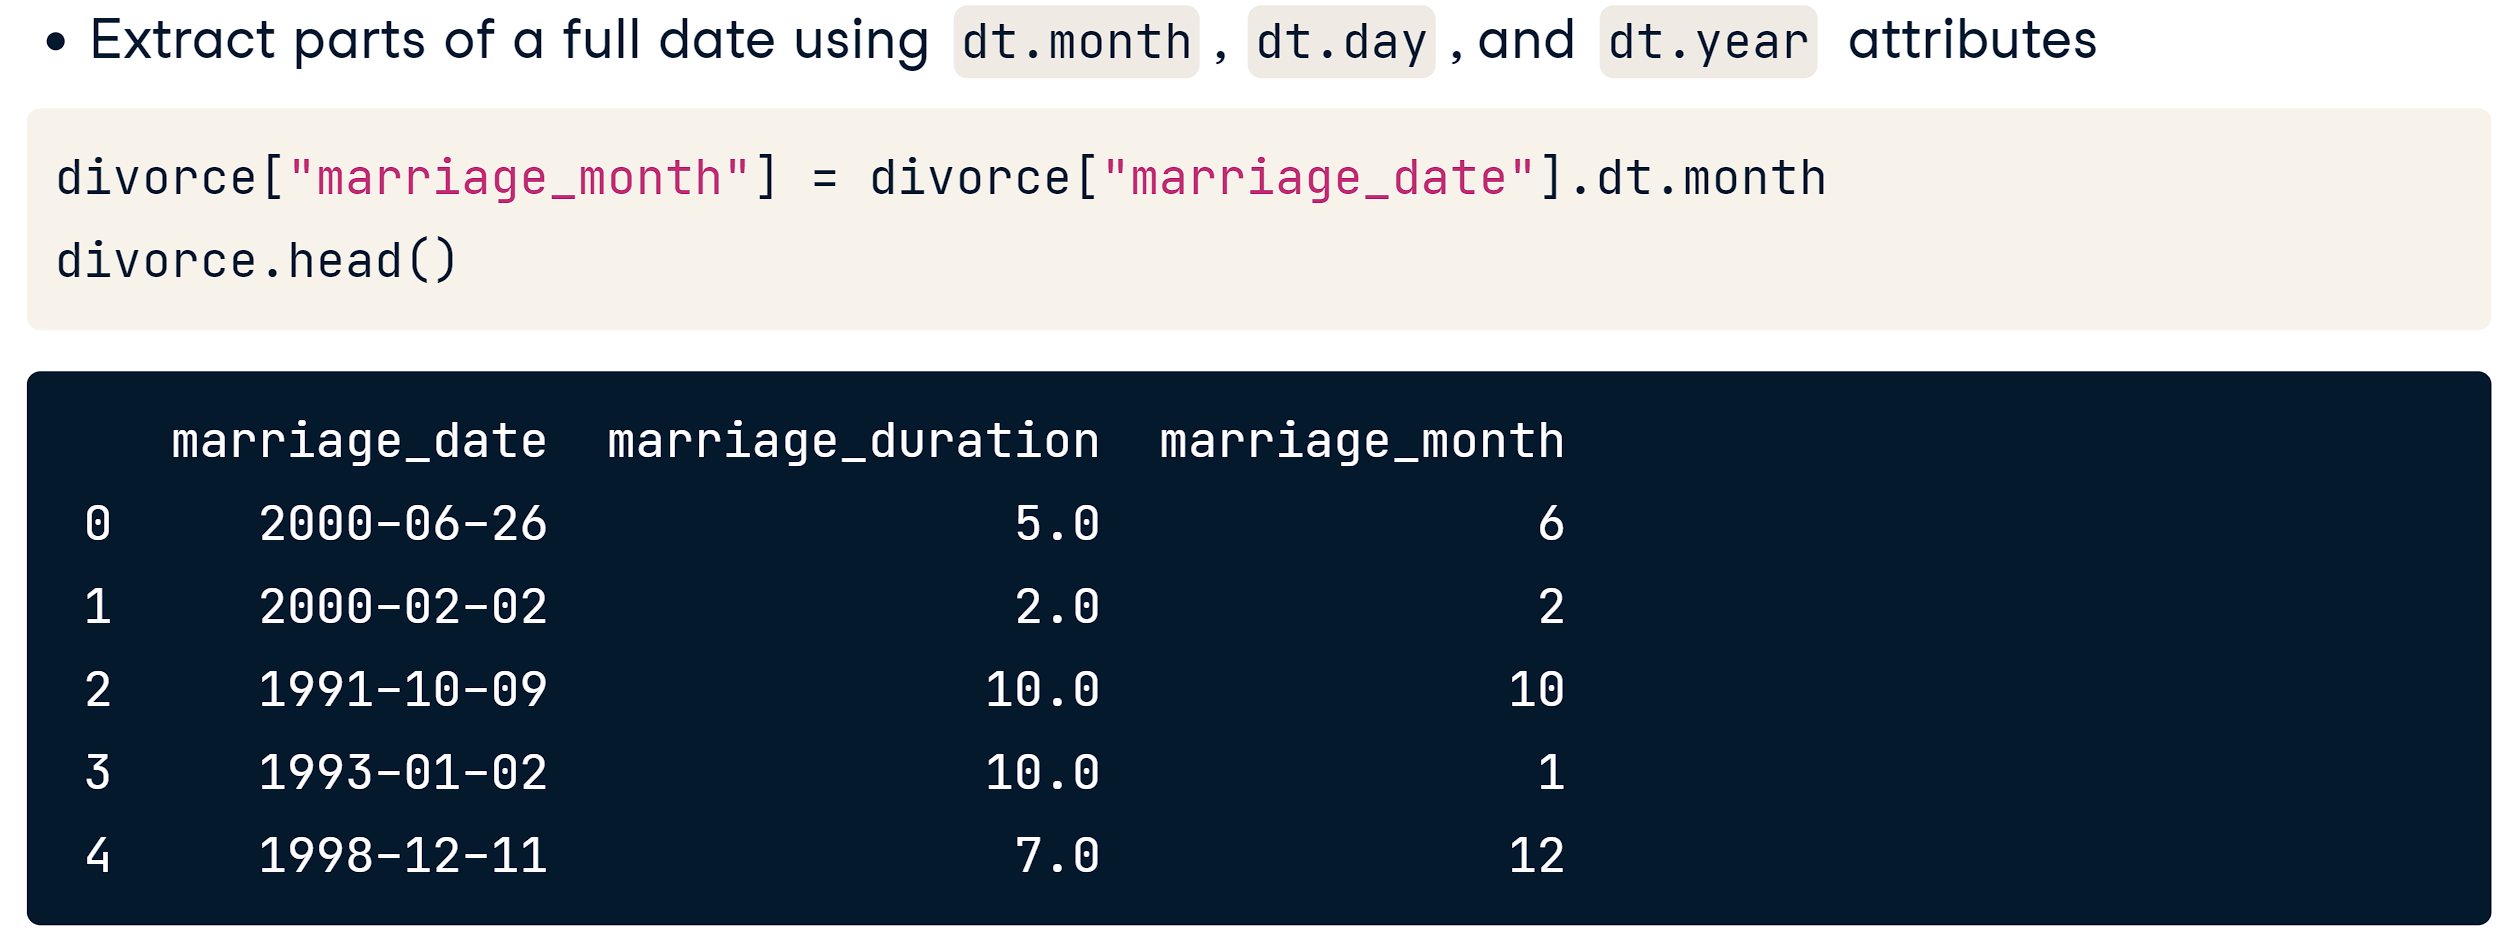 • Extract parts of a full date using dt.month , dt.day , and dt.year attributes
divorce["marriage_month"] = divorce["marriage_date"].dt.month
divorce.head()
marriage_date marriage_duration marriage_month
0 2000-06-26 5.0 6
1 2000-02-02 2.0 2
2 1991-10-09 10.0 10
3 1993-01-02 10.0 1
4 1998-12-11 7.0 12